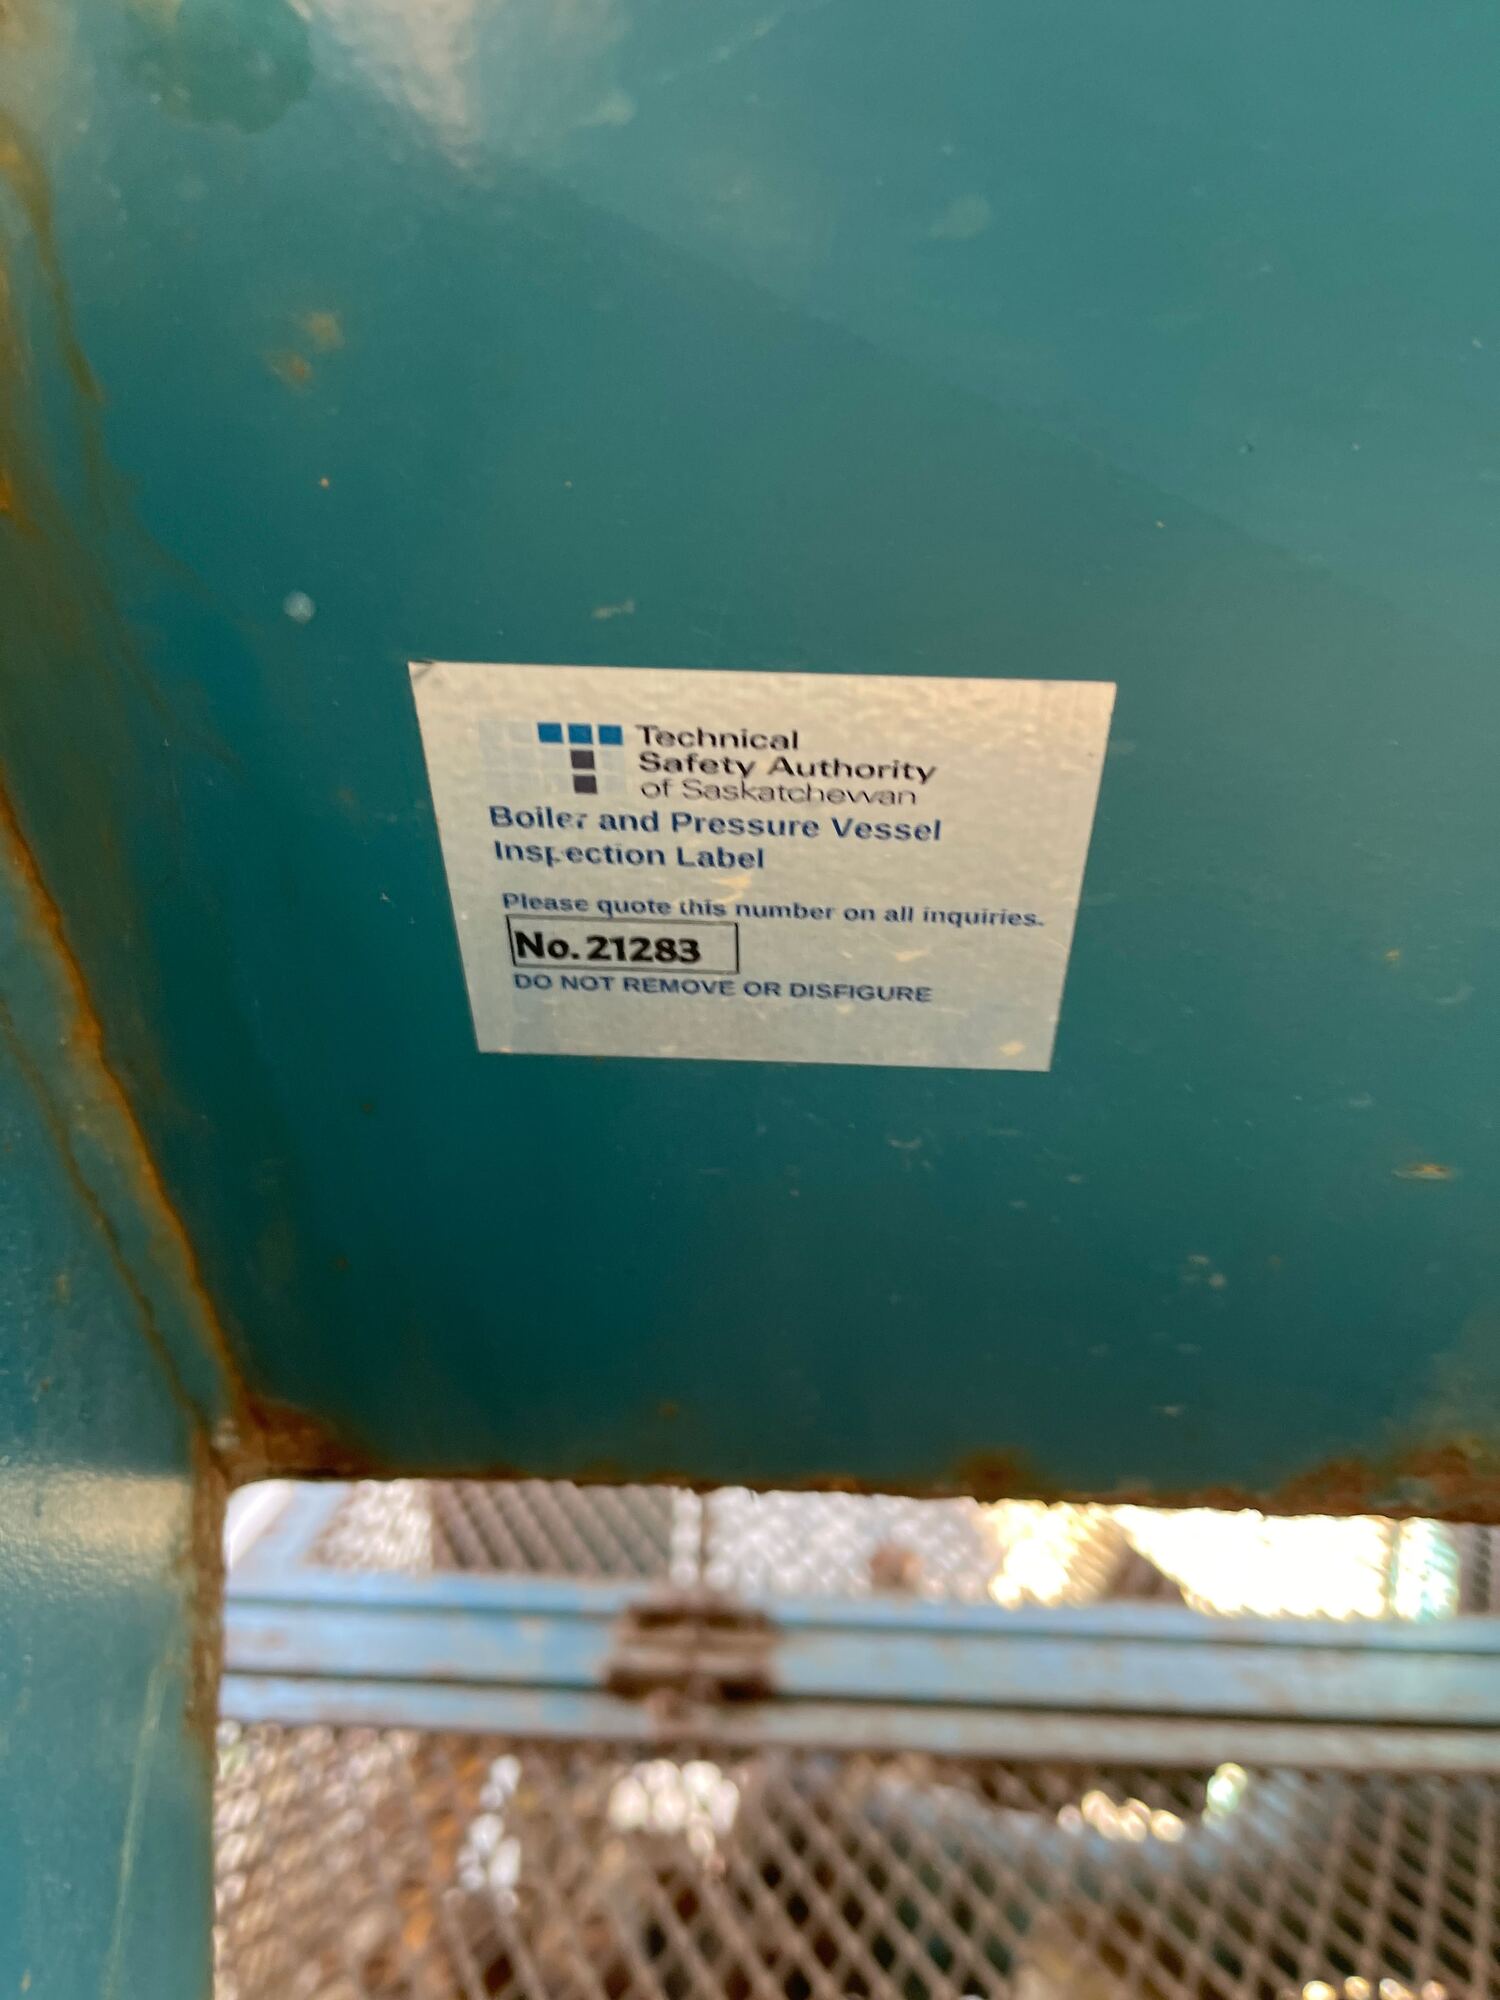 Technical
Safety Authority
of Saskatchewan
Boiler and Pressure Vessel
Inspection Label
Please quote this number on all inquiries.
No. 21283
DO NOT REMOVE OR DISFIGURE